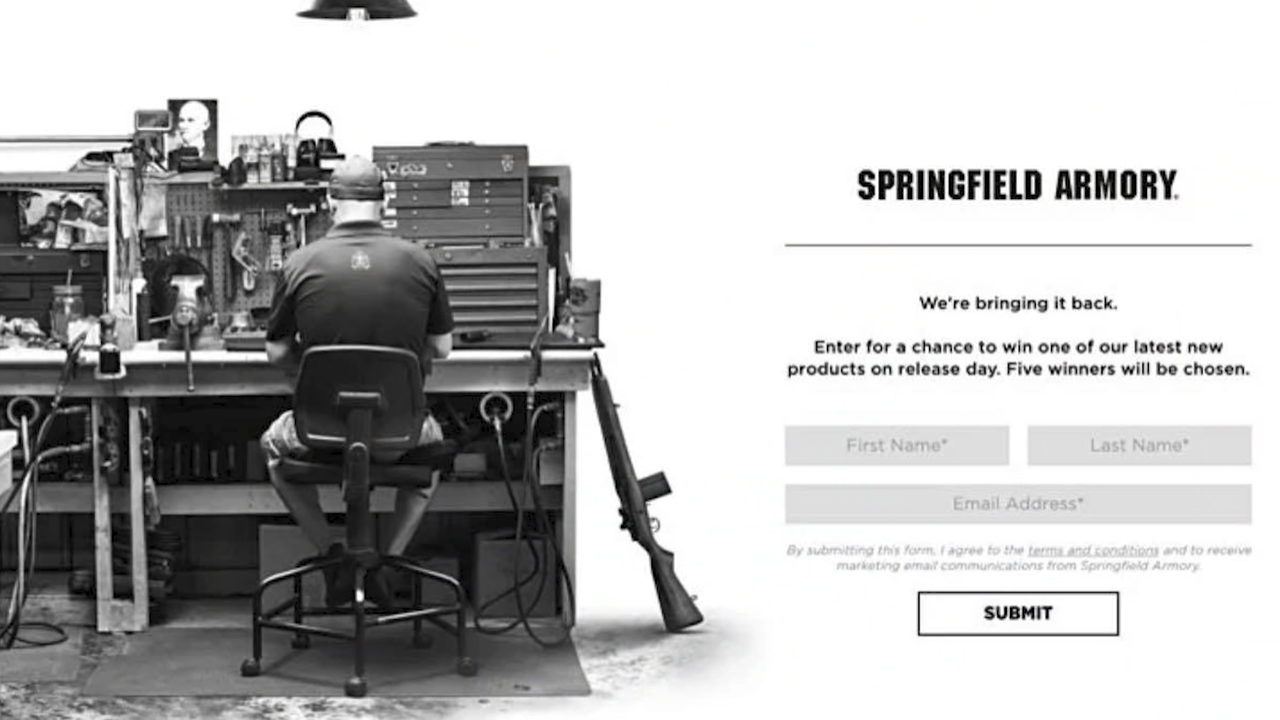 SPRINGFIELD ARMORY.
We're bringing it back.
Enter for a chance to win one of our latest new
products on release day. Five winners will be chosen.
First Name* Last Name*
Email Address*
By submitting this form, I agree to the terms and conditions and to receive
marketing email communications from Springfield Armory.
SUBMIT